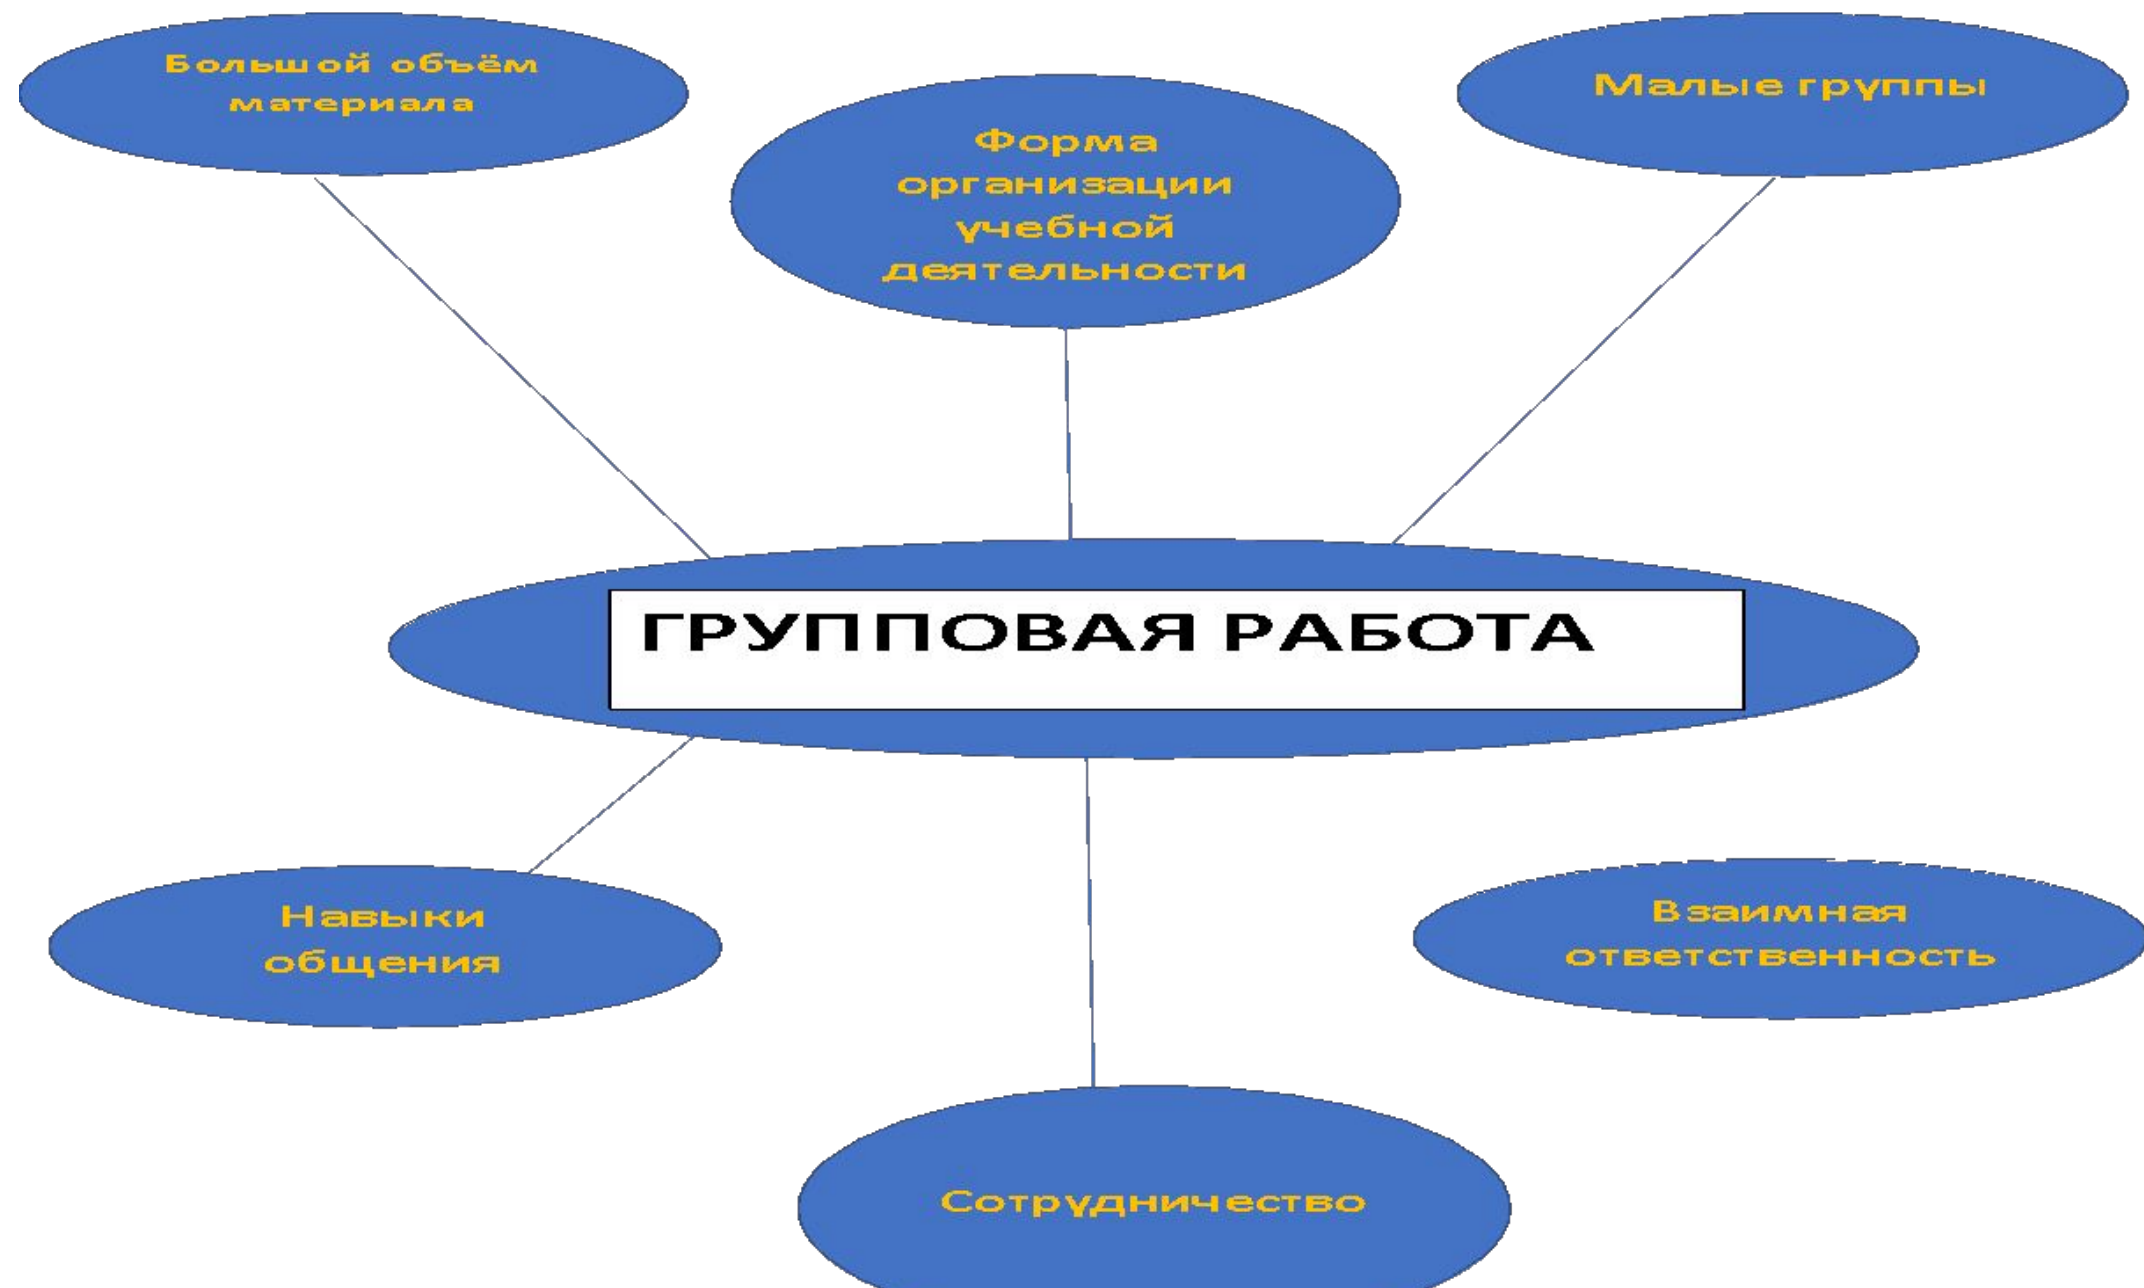 Большой объём
материала
Форма
организации
учебной
деятельности
Малые группы
ГРУППОВАЯ РАБОТА
Навыки
общения
Взаимная
ответственность
Сотрудничество